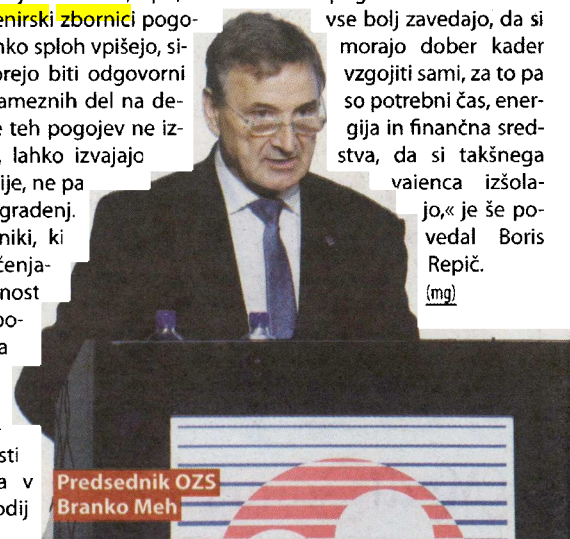 enirski zbornici pogo-
nko sploh vpišejo, si-
orejo biti odgovorni
ameznih del na de-
e teh pogojev ne iz-
, lahko izvajajo
ije, ne pa
gradenj.
niki, ki
čenja-
nost
po-
a
sti
a v
odij
vse bolj zavedajo, da si
morajo dober kader
vzgojiti sami, za to pa
so potrebni čas, ener-
gija in finančna sred-
stva, da si takšnega
vajenca izšola-
jo,« je še po-
vedal Boris
Repič.
(mg)
Predsednik OZS
Branko Meh